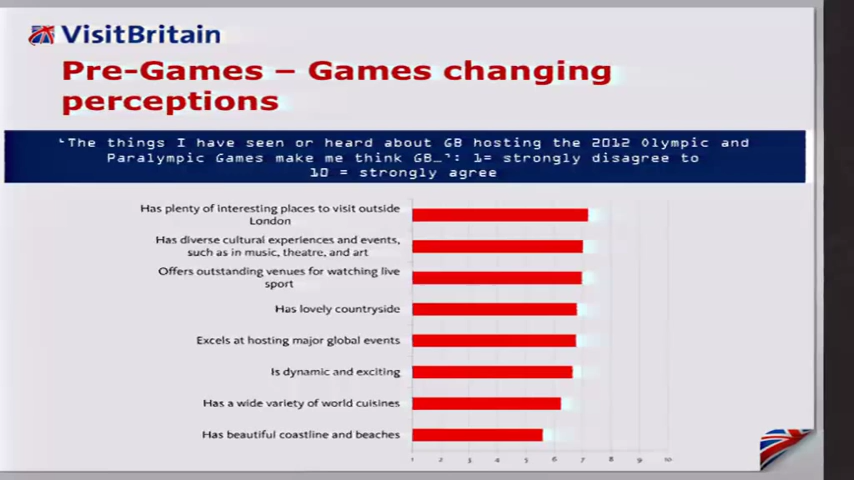 VisitBritain
Pre-Games – Games changing
perceptions
‘The things I have seen or heard about GB hosting the 2012 Olympic and
Paralympic Games make me think GB…’: 1= strongly disagree to
10 = strongly agree
Has plenty of interesting places to visit outside
London
Has diverse cultural experiences and events,
such as in music, theatre, and art
Offers outstanding venues for watching live
sport
Has lovely countryside
Excels at hosting major global events
Is dynamic and exciting
Has a wide variety of world cuisines
Has beautiful coastline and beaches
1 2 3 4 5 6 7 8 9 10